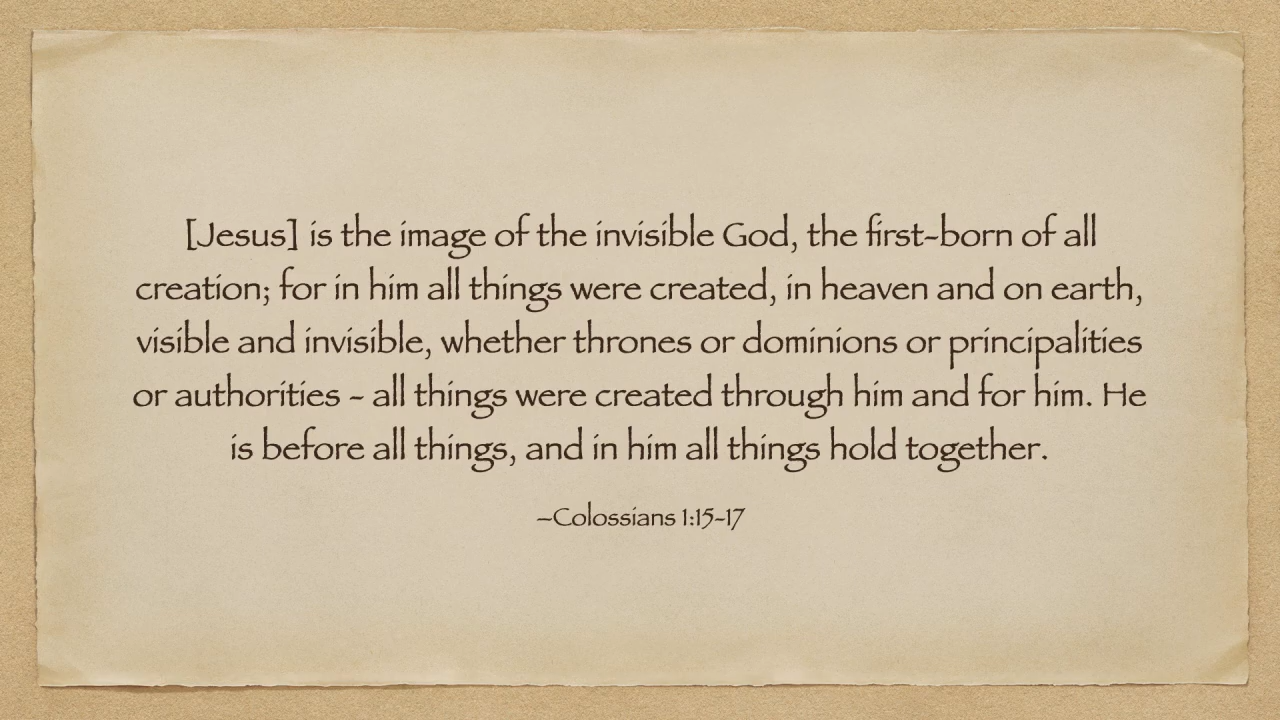 [Jesus] is the image of the invisible God, the first-born of all
creation; for in him all things were created, in heaven and on earth,
visible and invisible, whether thrones or dominions or principalities
or authorities - all things were created through him and for him. He
is before all things, and in him all things hold together.
–Colossians 1:15-17